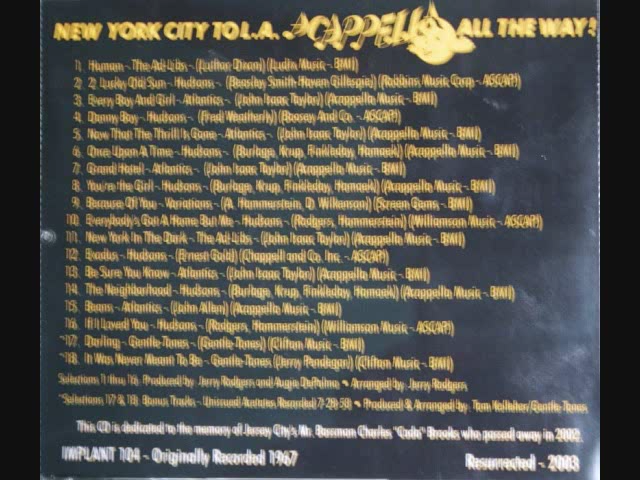 NEW YORK CITY TO L.A. ACAPPELLA ALL THE WAY!
1) Human - The Ad-Libs - (Luther Dixon) (Ludix Music - BMI)
2) 2) Lucky Old Sun - Hudsons - (Beasley Smith-Haven Gillespie) (Robbins Music Corp - ASCAP)
3) Every Boy And Girl - Atlantics - (John Isaac Taylor) (Acappella Music - BMI)
4) Danny Boy - Hudsons - (Fred Weatherly) (Boosey And Co. - ASCAP)
5) Now That The Thrill Is Gone - Atlantics - (John Isaac Taylor) (Acappella Music - BMI)
6) Once Upon A Time - Hudsons - (Burlage, Krup, Finkleday, Hamaek) (Acappella Music - BMI)
7) Grand Hotel - Atlantics - (John Isaac Taylor) (Acappella Music - BMI)
8) You're the Girl - Hudsons - (Burlage, Krup, Finkleday, Hamaek) (Acappella Music - BMI)
9) Because Of You - Variations - (A. Hammerstein, D. Wilkenson) (Screen Gems - BMI)
10) Everybody's Got A Home But Me - Hudsons - (Rodgers, Hammerstein) (Williamson Music - ASCAP)
11) New York In The Dark - The Ad-Libs - (John Isaac Taylor) (Acappella Music - BMI)
12) Exodus - Hudsons - (Ernest Gold) (Chappell and Co. Inc. - ASCAP)
13) Be Sure You Know - Atlantics - (John Isaac Taylor) (Acappella Music - BMI)
14) The Neighborhood - Hudsons - (Burlage, Krup, Finkleday, Hamaek) (Acappella Music - BMI)
15) Beans - Atlantics - (John Allen) (Acappella Music - BMI)
16) If I Loved You - Hudsons - (Rodgers, Hammerstein) (Williamson Music - ASCAP)
*17) Darling - Gentle-Tones - (Gentle-Tones) (Clifton Music - BMI)
*18) It Was Never Meant To Be - Gentle-Tones (Jerry Pendegar) (Clifton Music - BMI)
Selections 1 thru 16 Produced by Jerry Rodgers and Augie DePalma • Arranged by Jerry Rodgers
*Selections 17 & 18 Bonus Tracks - Unissued Acetates Recorded 7-28-58 • Produced & Arranged by Tom Kelleher/Gentle-Tones
This CD is dedicated to the memory of Jersey City's Mr. Bassman Charles "Cada" Brooks who passed away in 2002.
IMPLANT 104 - Originally Recorded 1967 Resurrected - 2003